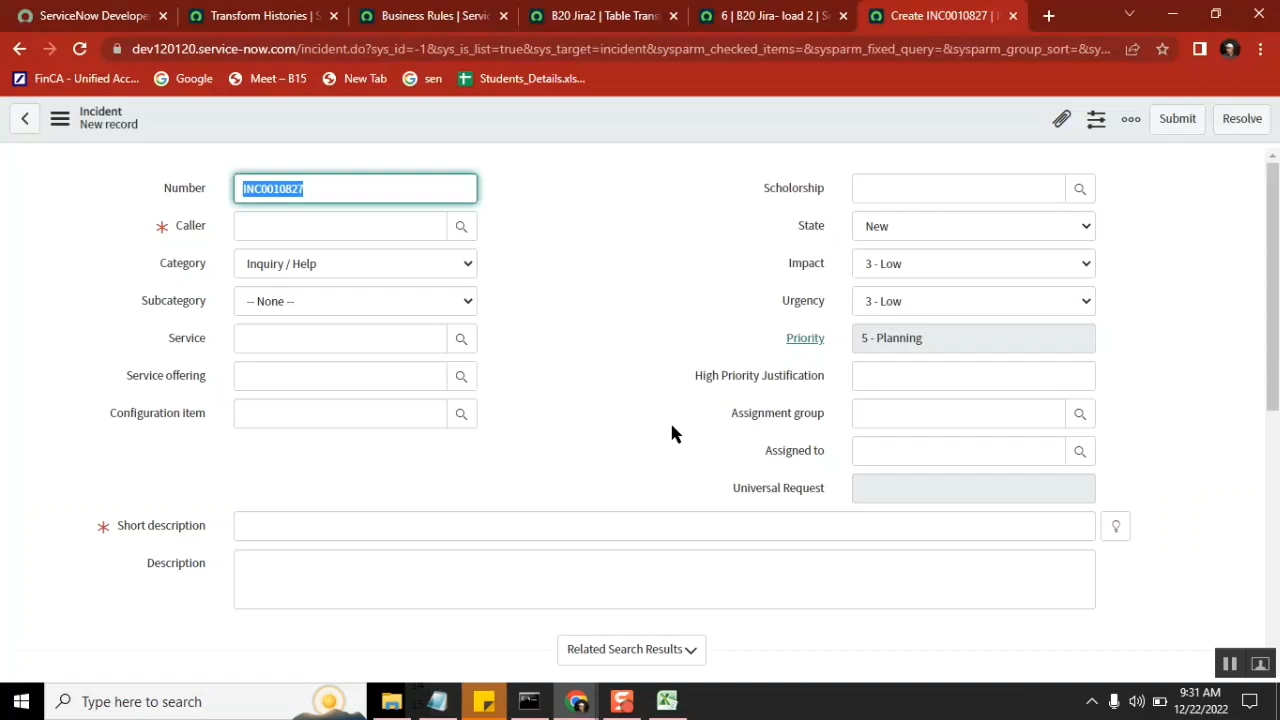 ServiceNow Develope
Transform Histories | S
Business Rules | Servic
B20 Jira2 | Table Trans
6 | B20 Jira- load 2 | S
Create INC0010827 | I
dev120120.service-now.com/incident.do?sys_id=-1&sys_is_list=true&sys_target=incident&sysparm_checked_items=&sysparm_fixed_query=&sysparm_group_sort=&sy...
FinCA - Unified Acc...
Google
Meet – B15
New Tab
sen
Students_Details.xls...
Incident
New record
Submit
Resolve
Number
INC0010827
Scholorship
Caller
State
New
Category
Inquiry / Help
Impact
3 - Low
Subcategory
-- None --
Urgency
3 - Low
Service
Priority
5 - Planning
Service offering
High Priority Justification
Configuration item
Assignment group
Assigned to
Universal Request
Short description
Description
Related Search Results
Type here to search
9:31 AM
12/22/2022